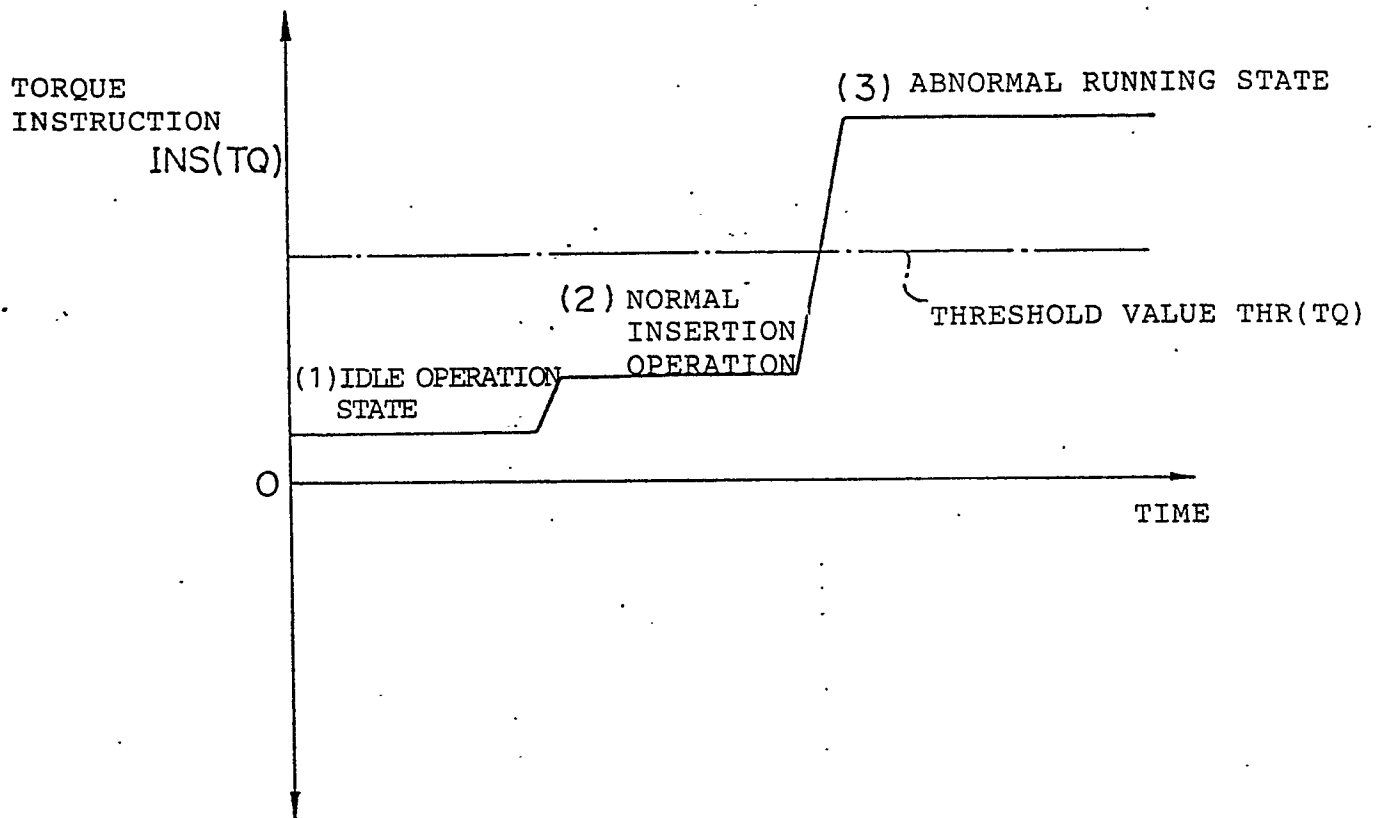 TORQUE
INSTRUCTION
INS(TQ)
(3) ABNORMAL RUNNING STATE
THRESHOLD VALUE THR(TQ)
(2) NORMAL
INSERTION
OPERATION
(1) IDLE OPERATION
STATE
O
TIME